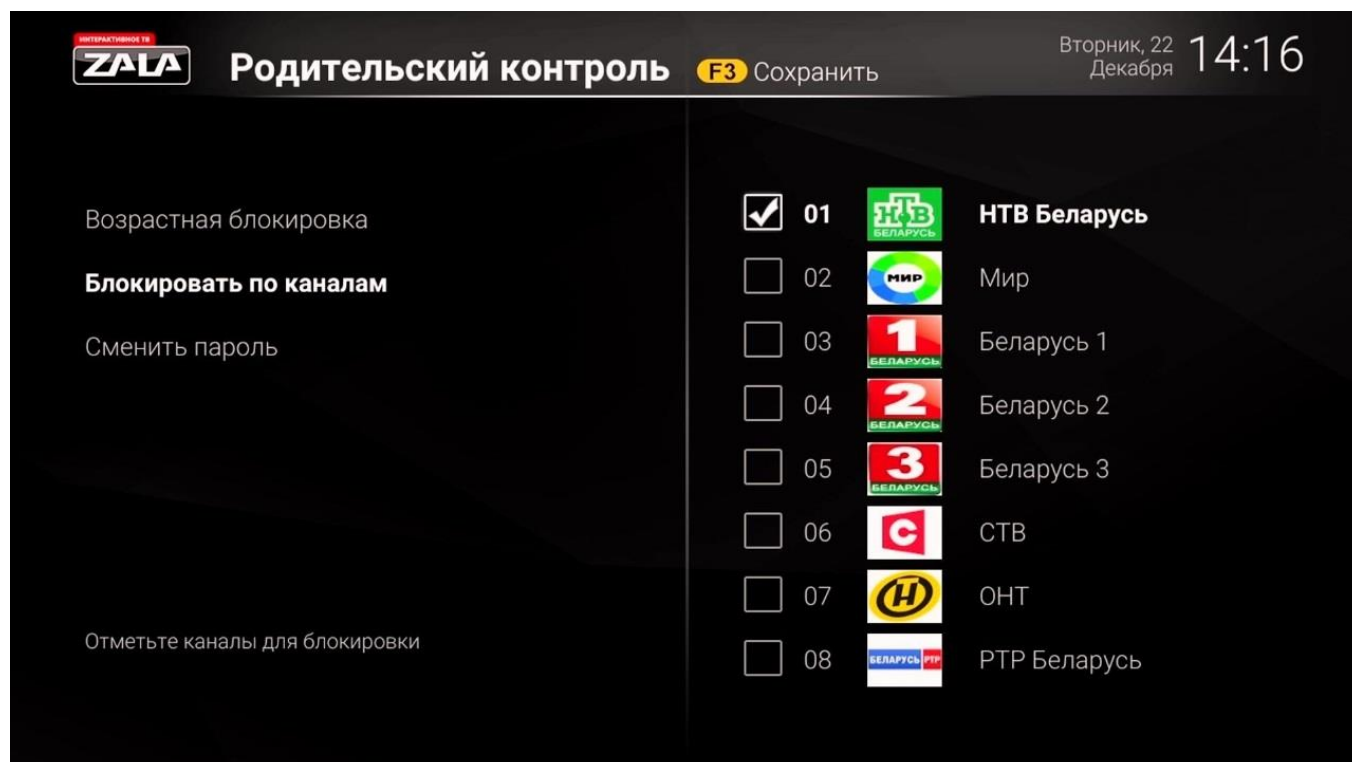 ИНТЕРАКТИВНОЕ ТВ
ZALA
Родительский контроль
F3 Сохранить
Вторник, 22
Декабря
14:16
Возрастная блокировка
Блокировать по каналам
Сменить пароль
Отметьте каналы для блокировки
01 НТВ БЕЛАРУСЬ НТВ Беларусь
02 МИР Мир
03 1 БЕЛАРУСЬ Беларусь 1
04 2 БЕЛАРУСЬ Беларусь 2
05 3 БЕЛАРУСЬ Беларусь 3
06 С СТВ
07 Н ОНТ
08 БЕЛАРУСЬ РТР РТР Беларусь